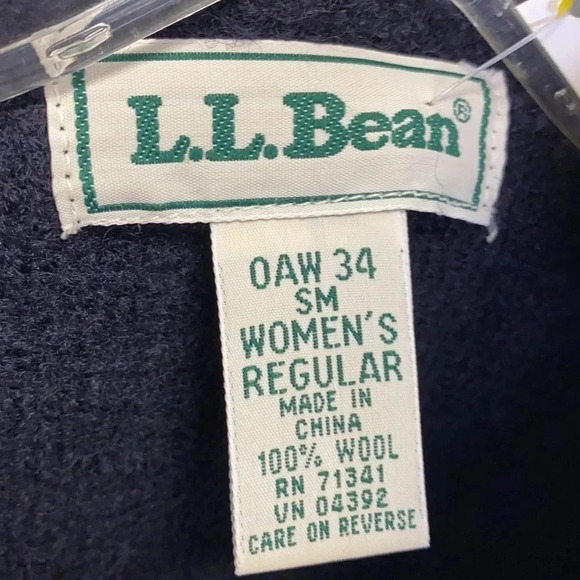 L.L.Bean®
OAW 34
SM
WOMEN'S
REGULAR
MADE IN
CHINA
100% WOOL
RN 71341
VN 04392
CARE ON REVERSE